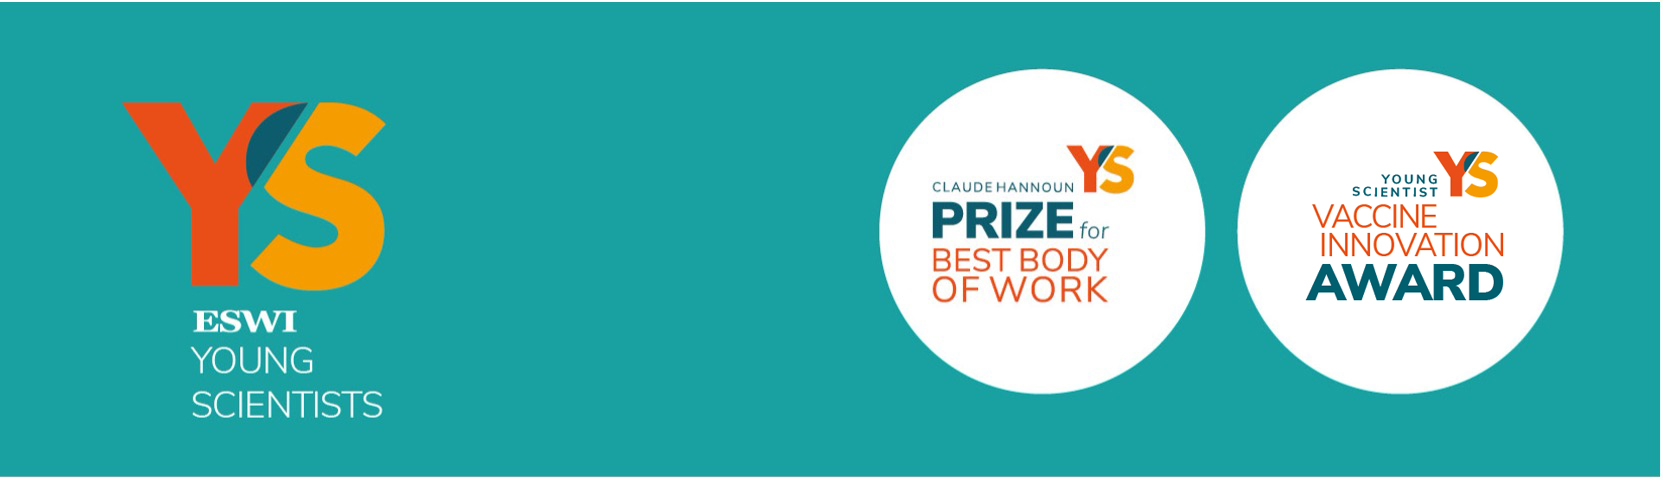 YS
ESWI
YOUNG
SCIENTISTS
YS
CLAUDE HANNOUN
PRIZE for
BEST BODY
OF WORK
YS
YOUNG
SCIENTIST
VACCINE
INNOVATION
AWARD